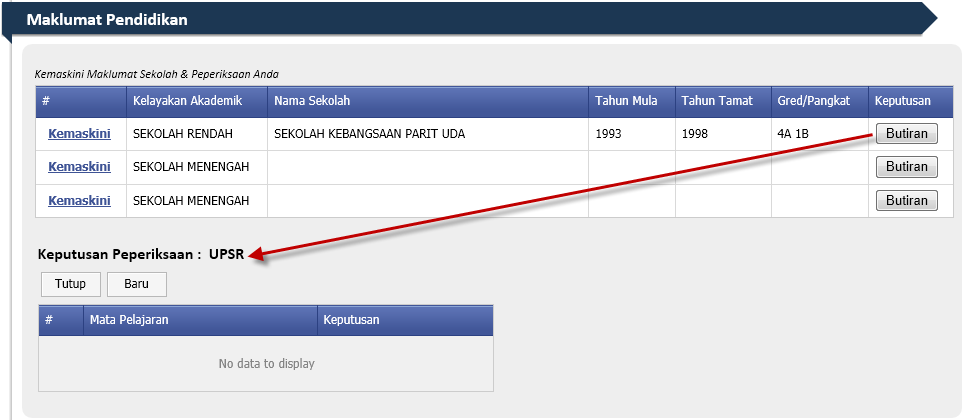 Maklumat Pendidikan
Kemaskini Maklumat Sekolah & Peperiksaan Anda
# Kelayakan Akademik Nama Sekolah Tahun Mula Tahun Tamat Gred/Pangkat Keputusan
Kemaskini SEKOLAH RENDAH SEKOLAH KEBANGSAAN PARIT UDA 1993 1998 4A 1B Butiran
Kemaskini SEKOLAH MENENGAH Butiran
Kemaskini SEKOLAH MENENGAH Butiran
Keputusan Peperiksaan : UPSR
Tutup Baru
# Mata Pelajaran Keputusan
No data to display